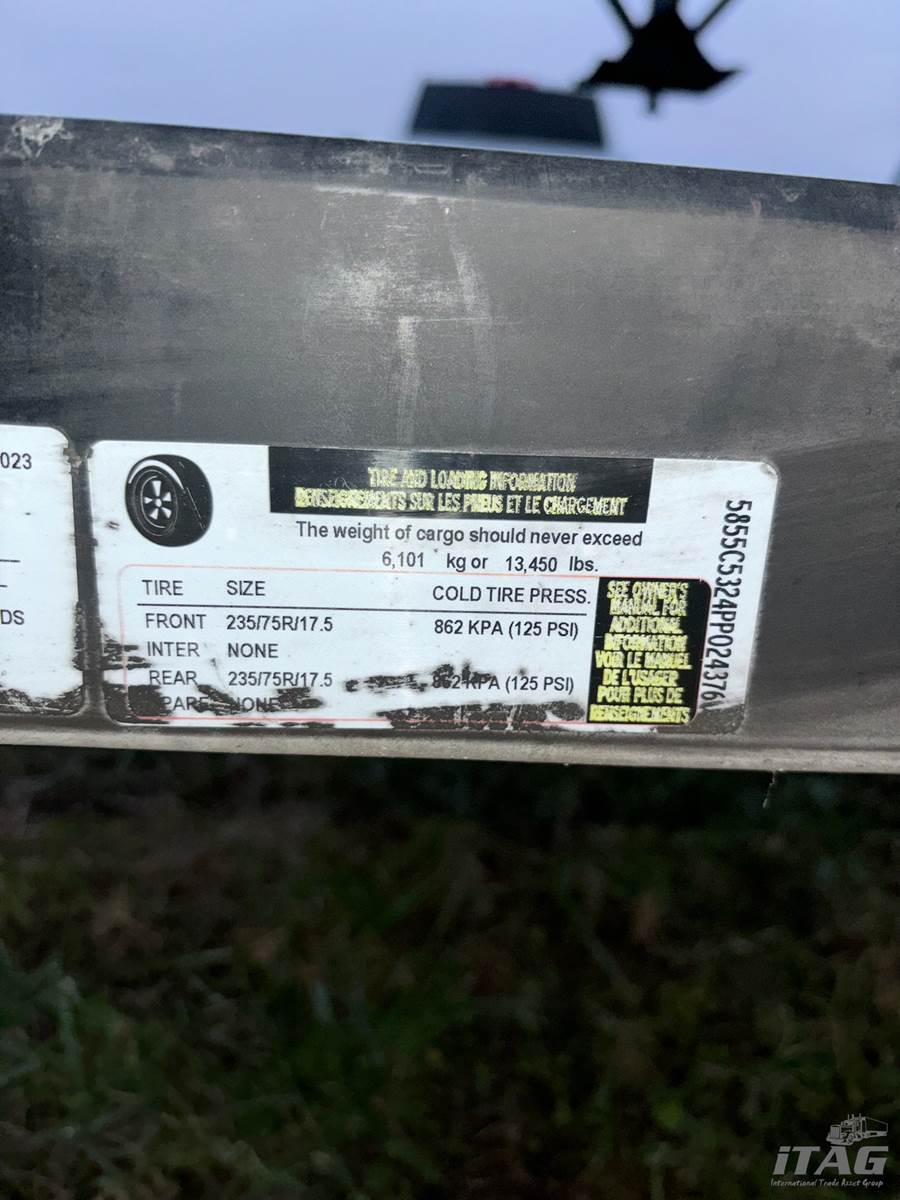 023
DS
TIRE AND LOADING INFORMATION
RENSEIGNEMENTS SUR LES PNEUS ET LE CHARGEMENT
The weight of cargo should never exceed
6,101 kg or 13,450 lbs.
TIRE SIZE COLD TIRE PRESS.
FRONT 235/75R/17.5 862 KPA (125 PSI)
INTER NONE
REAR 235/75R/17.5 862 KPA (125 PSI)
SPARE NONE
SEE OWNER'S
MANUAL FOR
ADDITIONAL
INFORMATION
VOIR LE MANUEL
DE L'USAGER
POUR PLUS DE
RENSEIGNEMENTS
5855C5324PP024376
iTAG
International Trade Asset Group